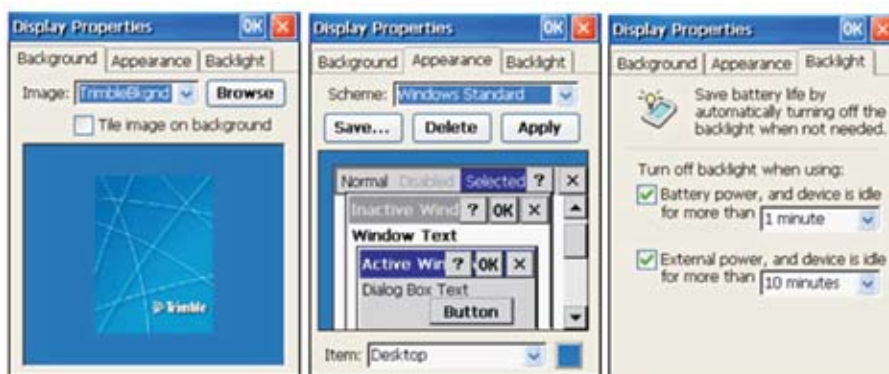 Display Properties OK
Background Appearance Backlight
Image: TrimbleBkgnd Browse
Tile image on background
Trimble
Display Properties OK
Background Appearance Backlight
Scheme: Windows Standard
Save... Delete Apply
Normal Disabled Selected ? ×
Inactive Wind ? OK ×
Window Text
Active Win ? OK ×
Dialog Box Text
Button
Item: Desktop
Display Properties OK
Background Appearance Backlight
Save battery life by
automatically turning off the
backlight when not needed.
Turn off backlight when using:
Battery power, and device is idle
for more than 1 minute
External power, and device is idle
for more than 10 minutes